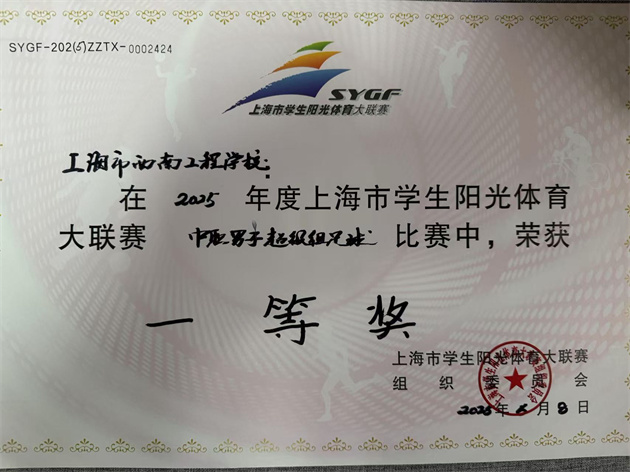 SYGF-202(5)ZZTX-0002424
SYGF
上海市学生阳光体育大联赛
上海市西南工程学校:
在 2025 年度上海市学生阳光体育
大联赛 中职男子超级组足球 比赛中，荣获
一等奖
上海市学生阳光体育大联赛
组织委员会
2025年 月8日